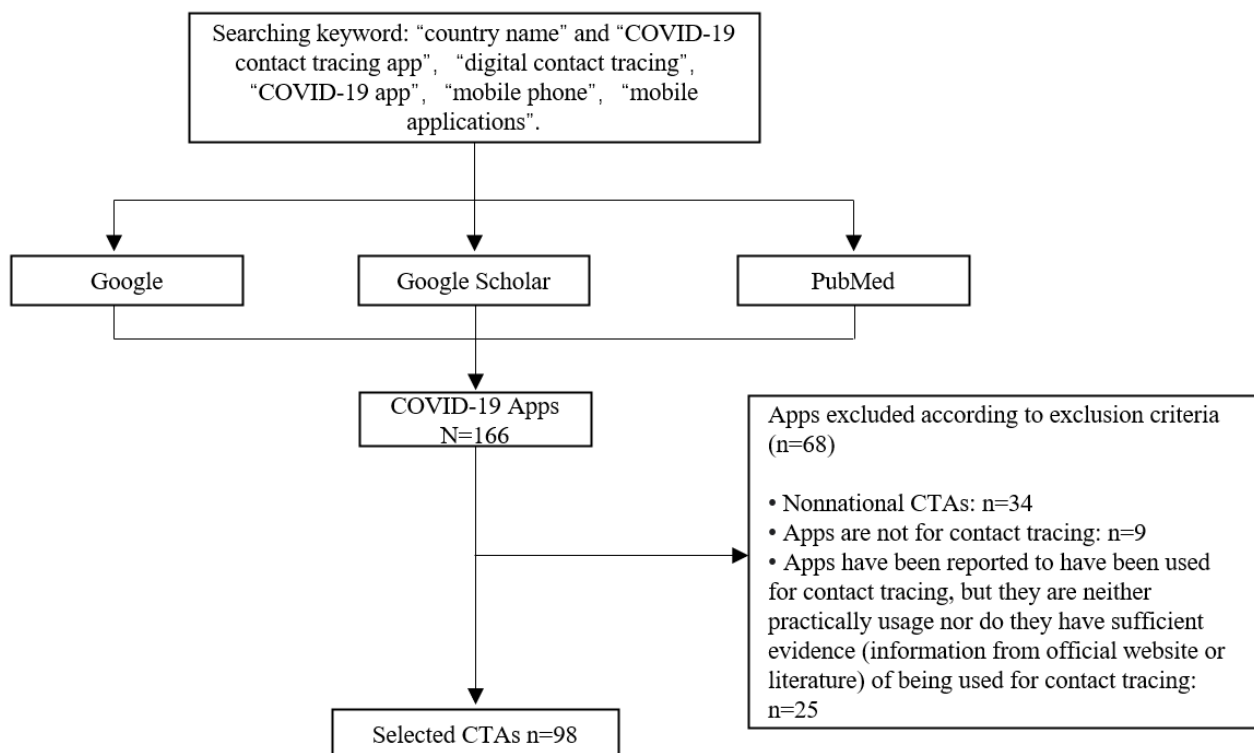 Searching keyword: “country name” and “COVID-19
contact tracing app”, “digital contact tracing”,
“COVID-19 app”, “mobile phone”, “mobile
applications”.
Google
Google Scholar
PubMed
COVID-19 Apps
N=166
Apps excluded according to exclusion criteria
(n=68)
• Nonnational CTAs: n=34
• Apps are not for contact tracing: n=9
• Apps have been reported to have been used
for contact tracing, but they are neither
practically usage nor do they have sufficient
evidence (information from official website or
literature) of being used for contact tracing:
n=25
Selected CTAs n=98